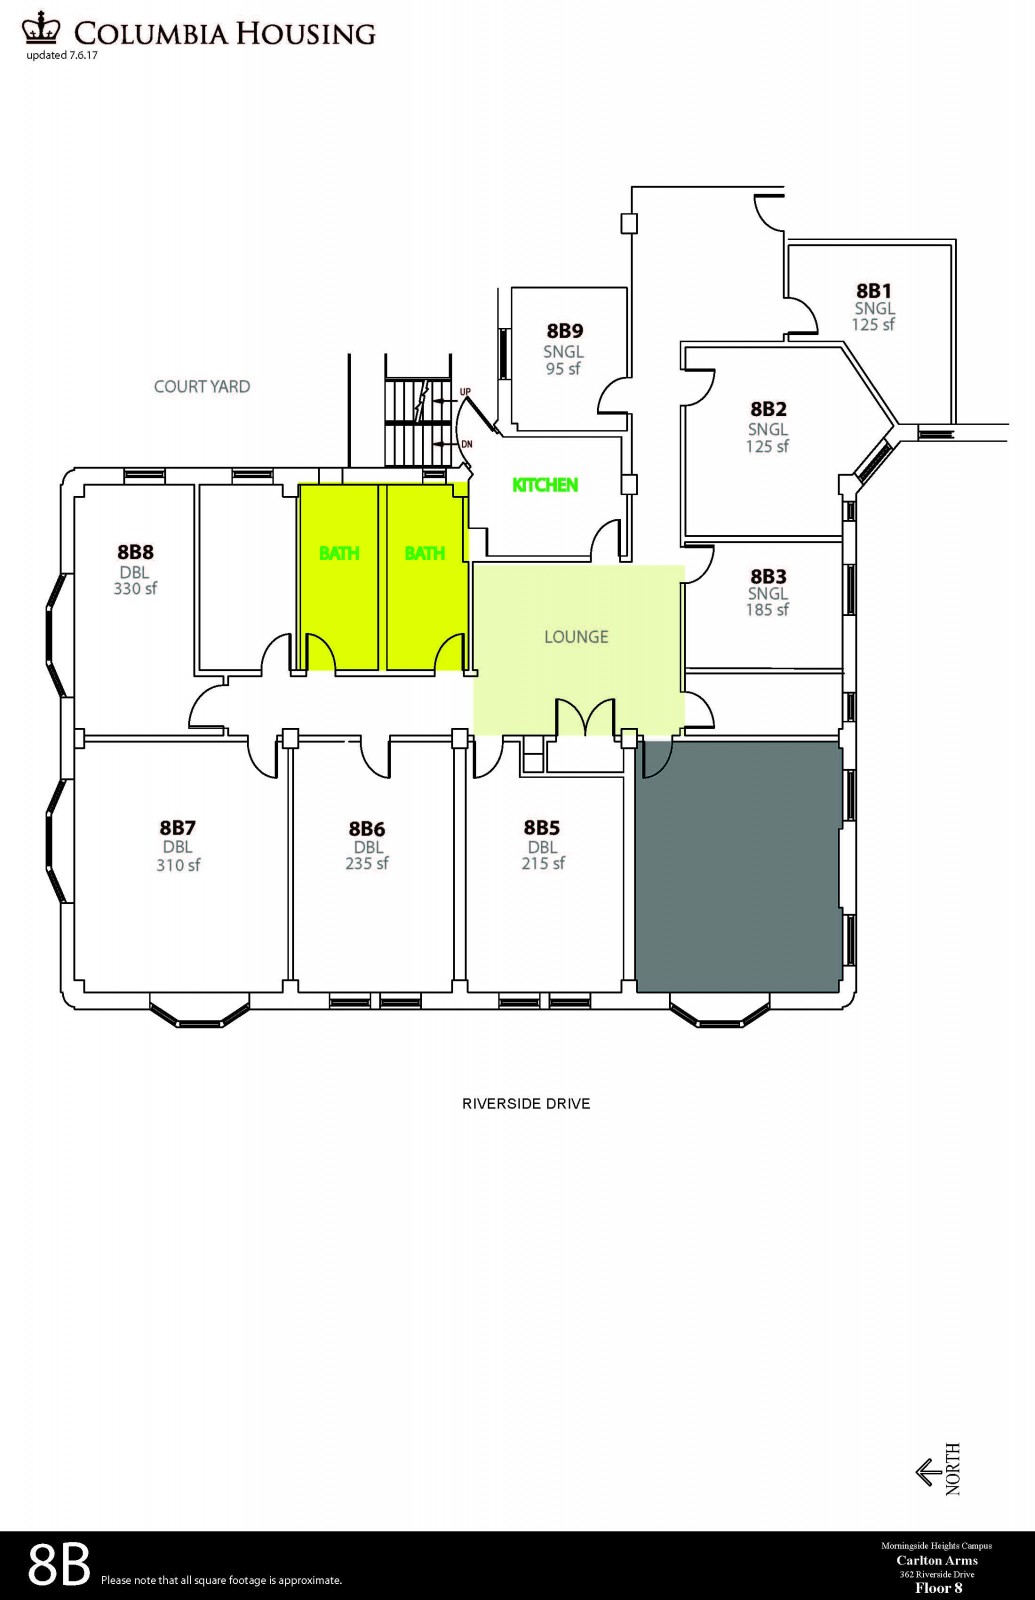 COLUMBIA HOUSING
updated 7.6.17
8B1
SNGL
125 sf
8B9
SNGL
95 sf
COURT YARD
UP
8B2
SNGL
125 sf
DN
KITCHEN
8B8
DBL
330 sf
BATH
BATH
8B3
SNGL
185 sf
LOUNGE
8B7
DBL
310 sf
8B6
DBL
235 sf
8B5
DBL
215 sf
RIVERSIDE DRIVE
NORTH
8B
Please note that all square footage is approximate.
Morningside Heights Campus
Carlton Arms
362 Riverside Drive
Floor 8